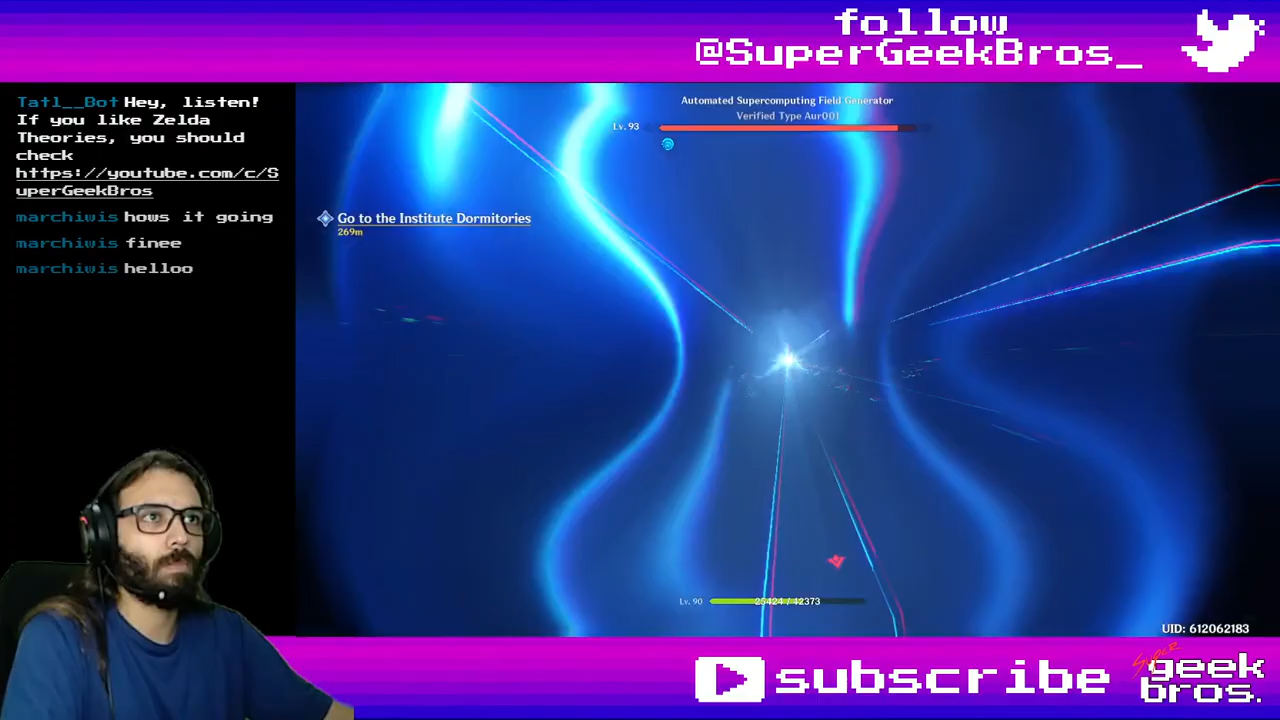 follow
@SuperGeekBros_
Tatl__Bot Hey, listen!
If you like Zelda
Theories, you should
check
https://youtube.com/c/S
uperGeekBros
marchiwis hows it going
marchiwis finee
marchiwis helloo
Automated Supercomputing Field Generator
Verified Type Aur001
Lv. 93
Go to the Institute Dormitories
269m
Lv. 90 25424 / 42373
UID: 612062183
subscribe
Super
geek
bros.